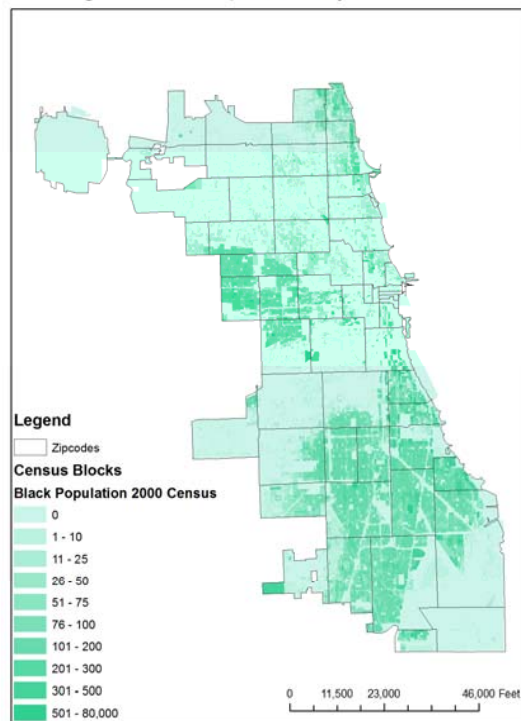 Legend
Zipcodes
Census Blocks
Black Population 2000 Census
0
1 - 10
11 - 25
26 - 50
51 - 75
76 - 100
101 - 200
201 - 300
301 - 500
501 - 80,000
0 11,500 23,000 46,000 Feet